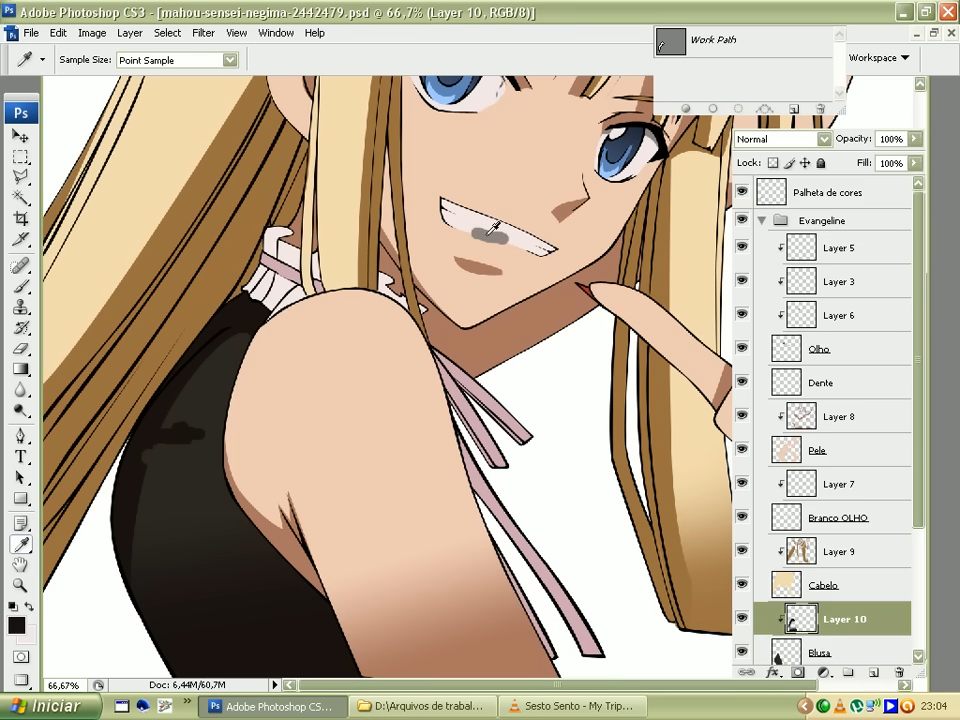 Adobe Photoshop CS3 - [mahou-sensei-negima-2442479.psd @ 66,7% (Layer 10, RGB/8)]
File Edit Image Layer Select Filter View Window Help
Sample Size: Point Sample
Workspace
Work Path
Ps
Normal Opacity: 100%
Lock: Fill: 100%
Palheta de cores
Evangeline
Layer 5
Layer 3
Layer 6
Olho
Dente
Layer 8
Pele
Layer 7
Branco OLHO
Layer 9
Cabelo
Layer 10
Blusa
T
fx
66,67% Doc: 6,44M/60,7M
Iniciar Ps Adobe Photoshop CS... D:\Arquivos de trabal... Sesto Sento - My Trip... 23:04